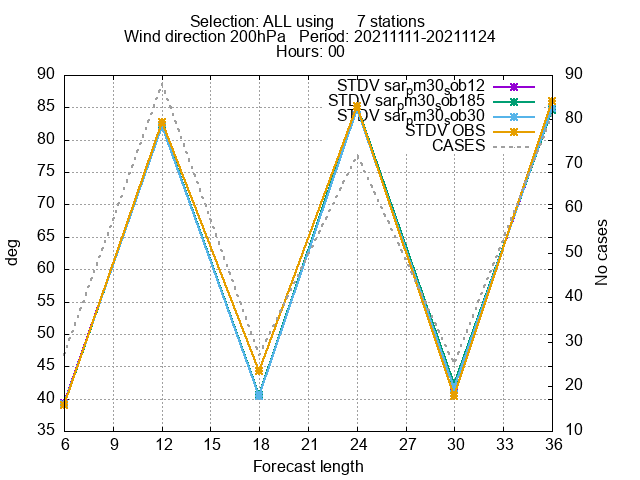 Selection: ALL using     7 stations
Wind direction 200hPa   Period: 20211111-20211124
Hours: 00
STDV sar_pm30_sob12
STDV sar_pm30_sob185
STDV sar_pm30_sob30
STDV OBS
CASES
90
85
80
75
70
65
60
55
50
45
40
35
deg
90
80
70
60
50
40
30
20
10
No cases
6 9 12 15 18 21 24 27 30 33 36
Forecast length